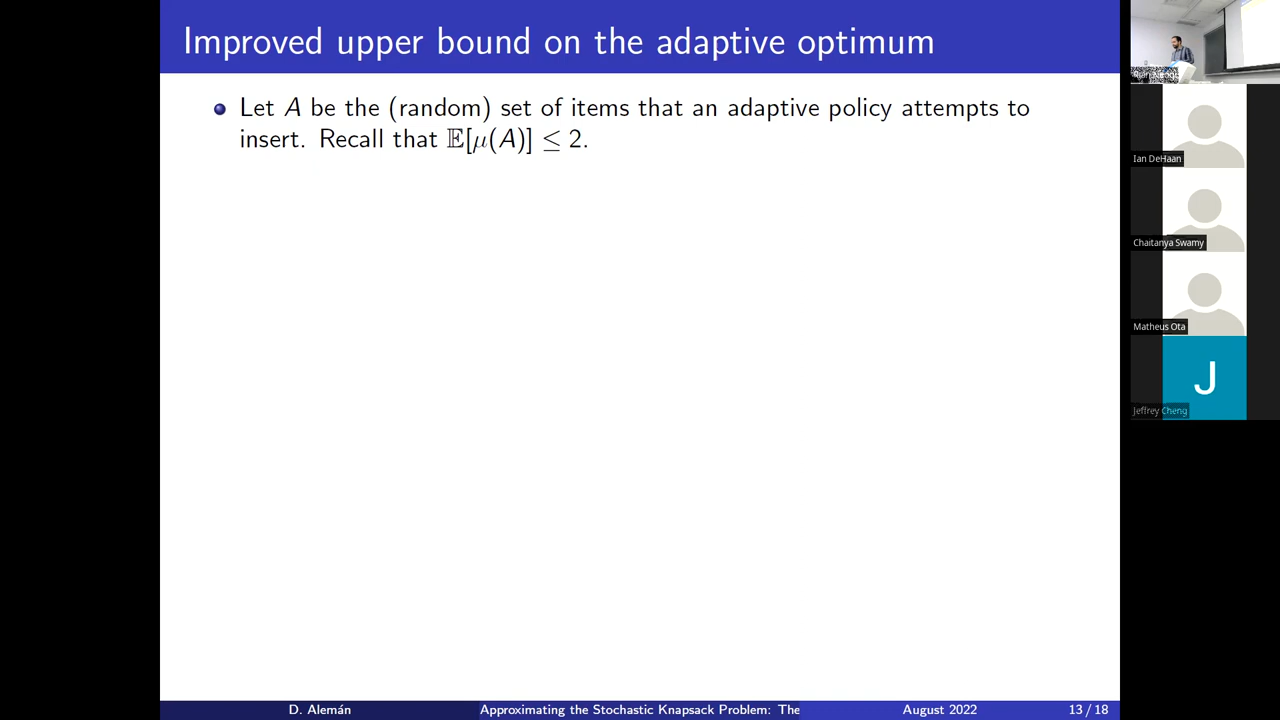 Improved upper bound on the adaptive optimum
Let A be the (random) set of items that an adaptive policy attempts to
insert. Recall that 𝔼[μ(A)] ≤ 2.
Ian DeHaan
Chaitanya Swamy
Matheus Ota
J
Jeffrey Cheng
D. Alemán
Approximating the Stochastic Knapsack Problem: The
August 2022
13 / 18